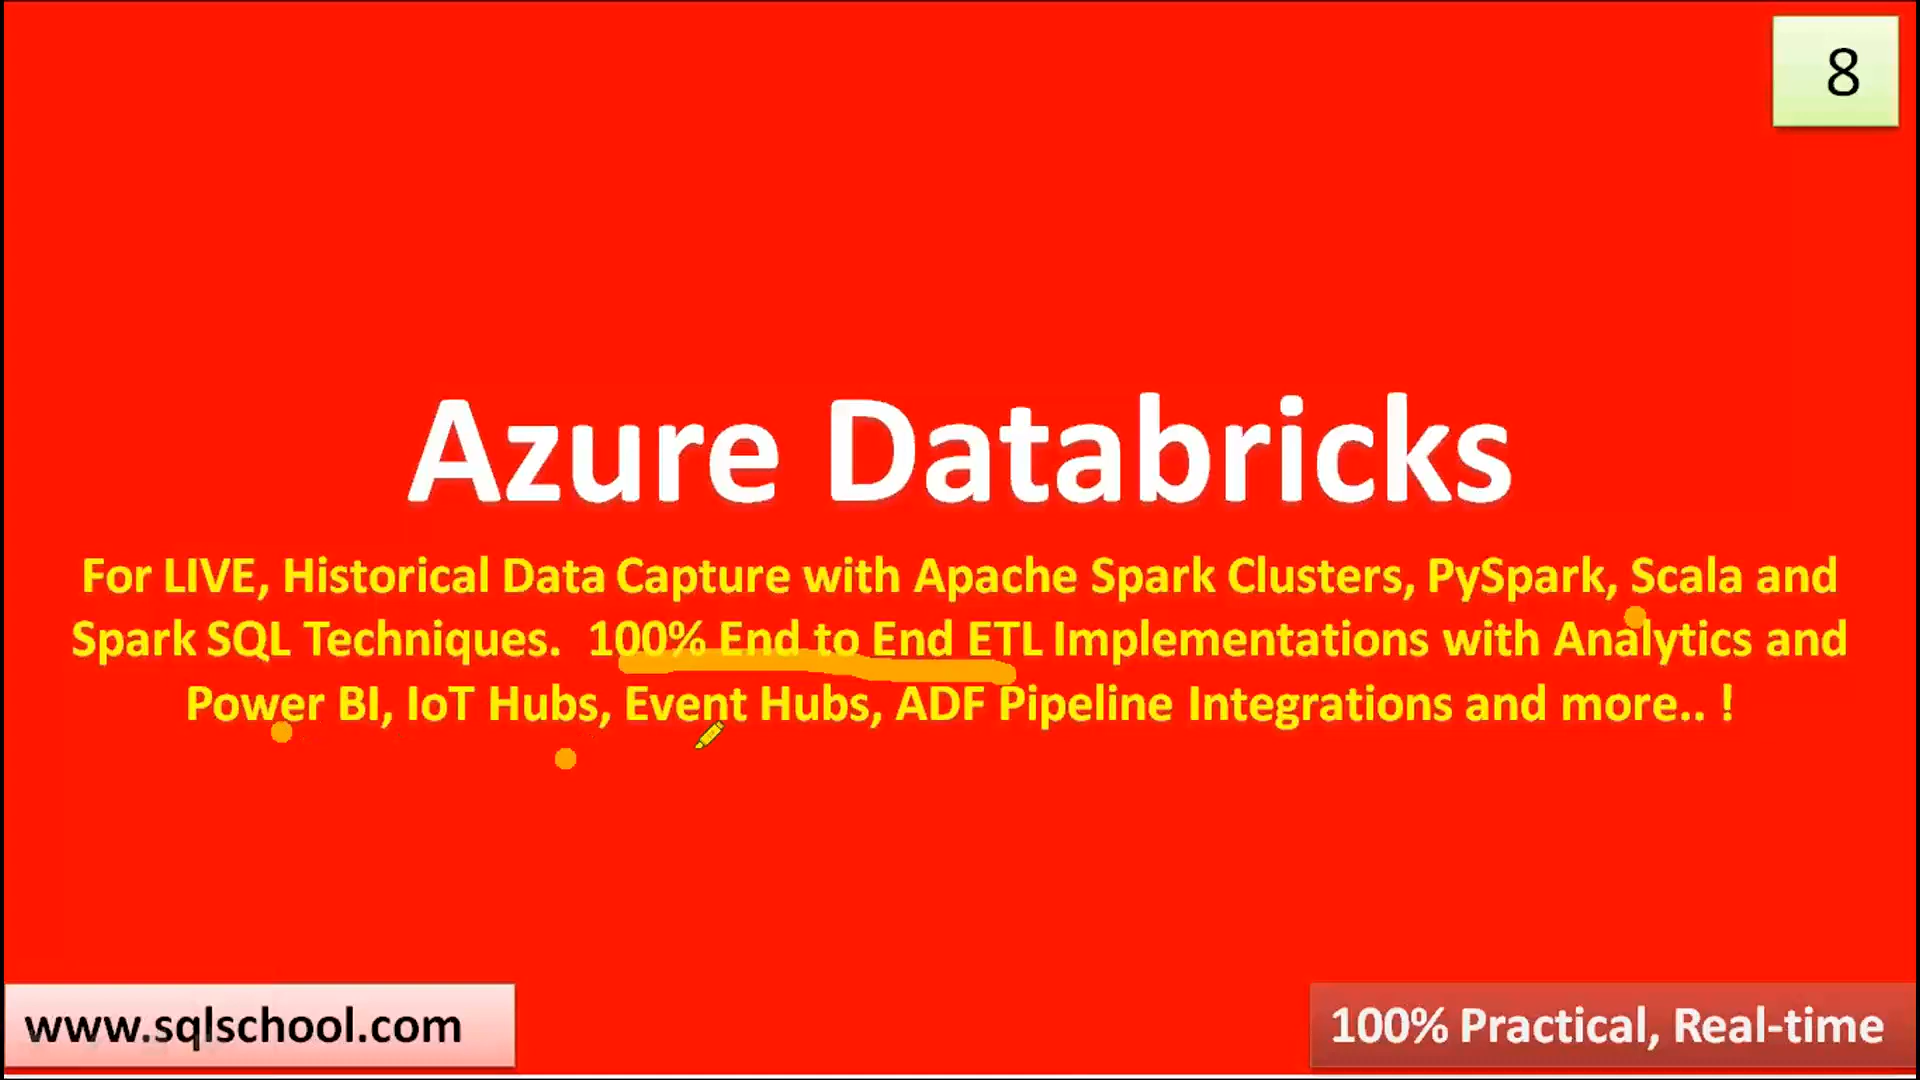 8
Azure Databricks
For LIVE, Historical Data Capture with Apache Spark Clusters, PySpark, Scala and
Spark SQL Techniques.  100% End to End ETL Implementations with Analytics and
Power BI, IoT Hubs, Event Hubs, ADF Pipeline Integrations and more.. !
www.sqlschool.com
100% Practical, Real-time